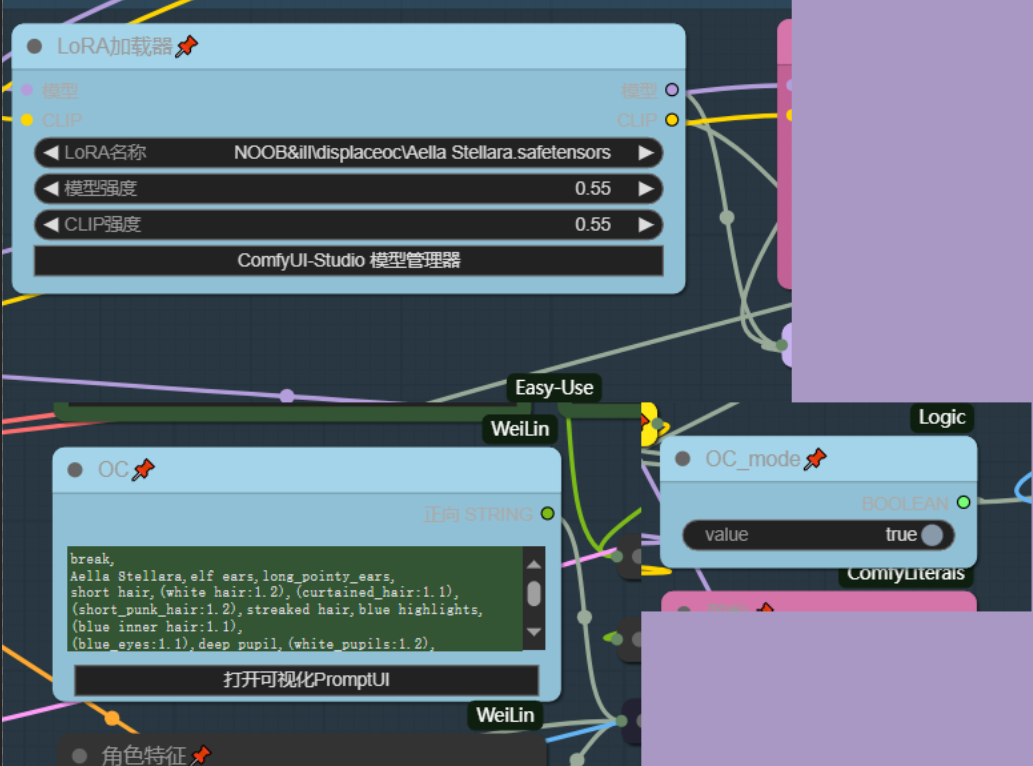 LoRA加载器
模型 模型
CLIP CLIP
LoRA名称 NOOB&ill\displaceoc\Aella Stellara.safetensors
模型强度 0.55
CLIP强度 0.55
ComfyUI-Studio 模型管理器
Easy-Use
WeiLin
OC
正向 STRING
break,
Aella Stellara,elf ears,long_pointy_ears,
short hair,(white hair:1.2),(curtained_hair:1.1),
(short_punk_hair:1.2),streaked hair,blue highlights,
(blue inner hair:1.1),
(blue_eyes:1.1),deep pupil,(white_pupils:1.2),
打开可视化PromptUI
WeiLin
角色特征
Logic
OC_mode
BOOLEAN
value true
ComfyLiterals